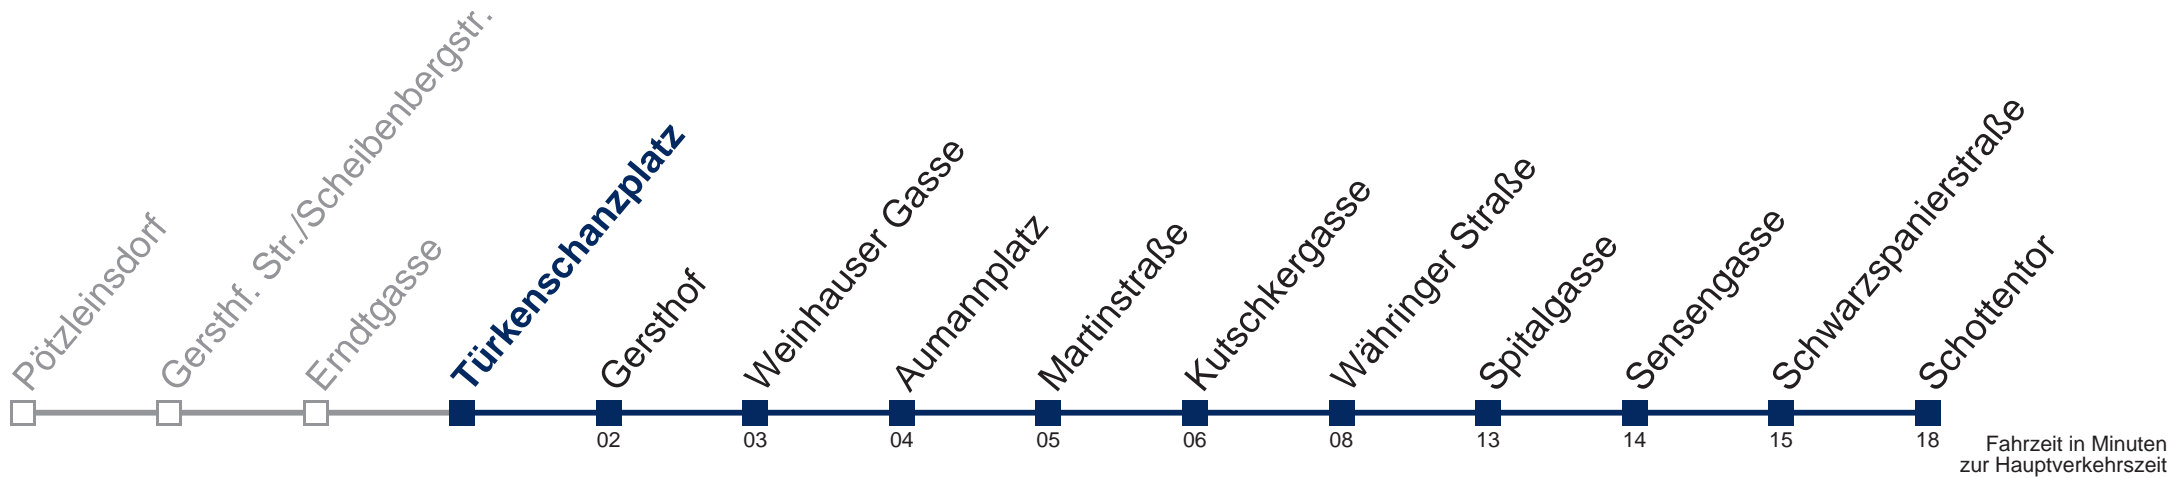 Pötzleinsdorf
Gersthf. Str./Scheibenbergstr.
Erndtgasse
Türkenschanzplatz
Gersthof
Weinhauser Gasse
Aumannplatz
Martinstraße
Kutschkergasse
Währinger Straße
Spitalgasse
Sensengasse
Schwarzspanierstraße
Schottentor
02 03 04 05 06 08 13 14 15 18
Fahrzeit in Minuten
zur Hauptverkehrszeit